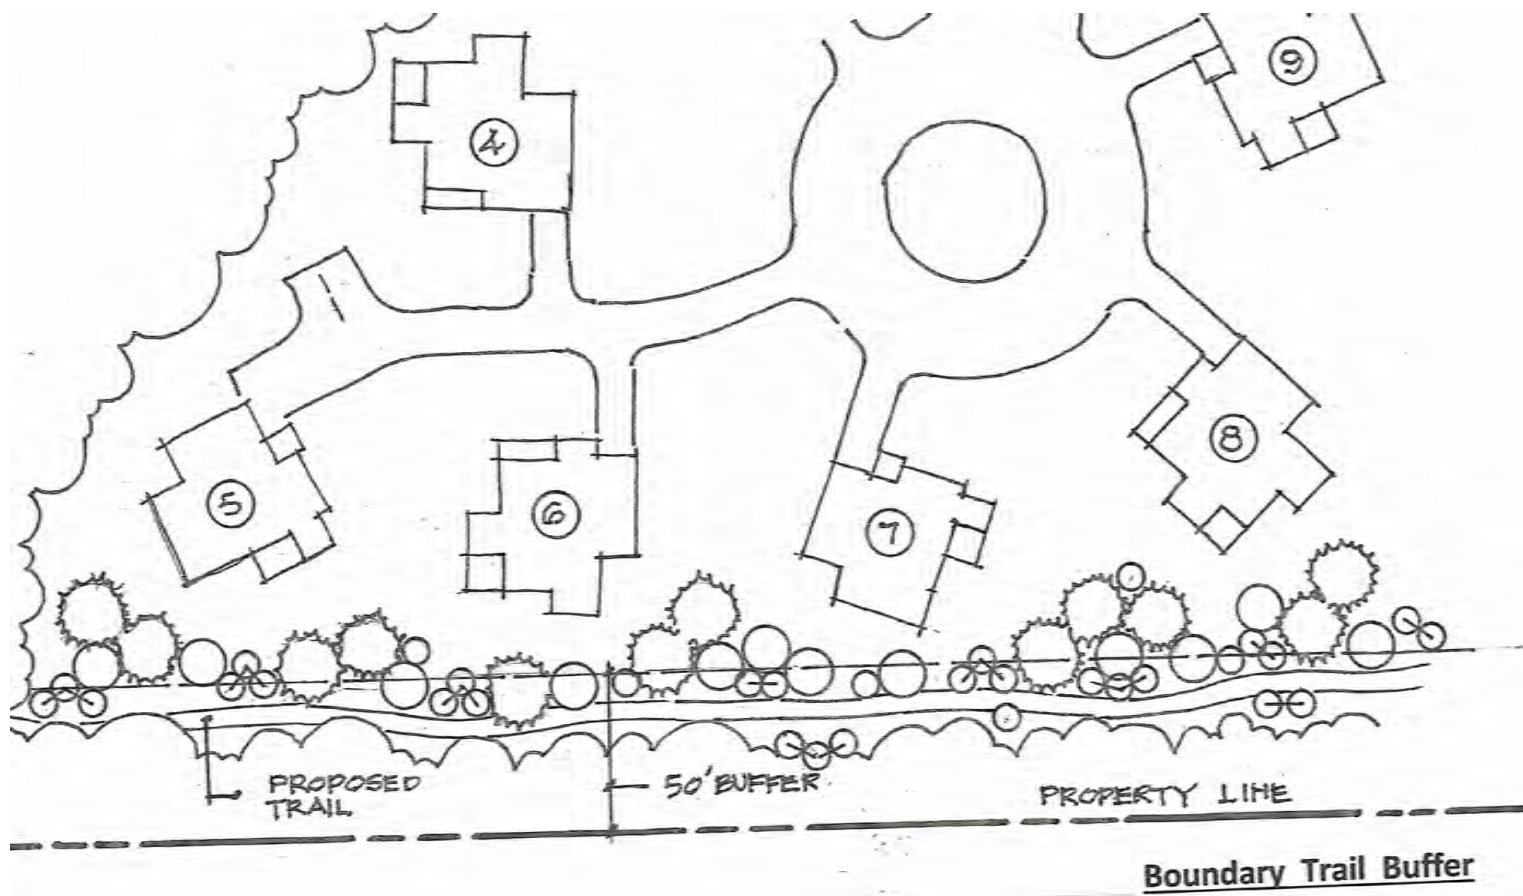 9
4
8
5
6
7
PROPOSED
TRAIL
50' BUFFER
PROPERTY LINE
Boundary Trail Buffer